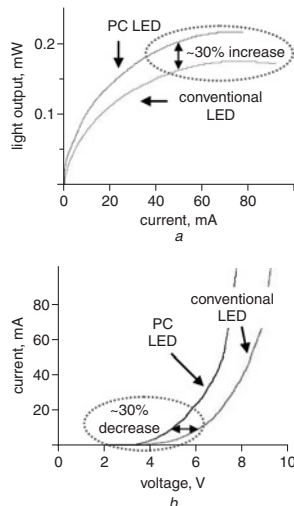 PC LED
0.2
~30% increase
light output, mW
0.1
conventional
LED
0
0 20 40 60 80
current, mA
a
conventional
LED
80
PC
LED
60
current, mA
40
20
~30%
decrease
0 2 4 6 8 10
voltage, V
b